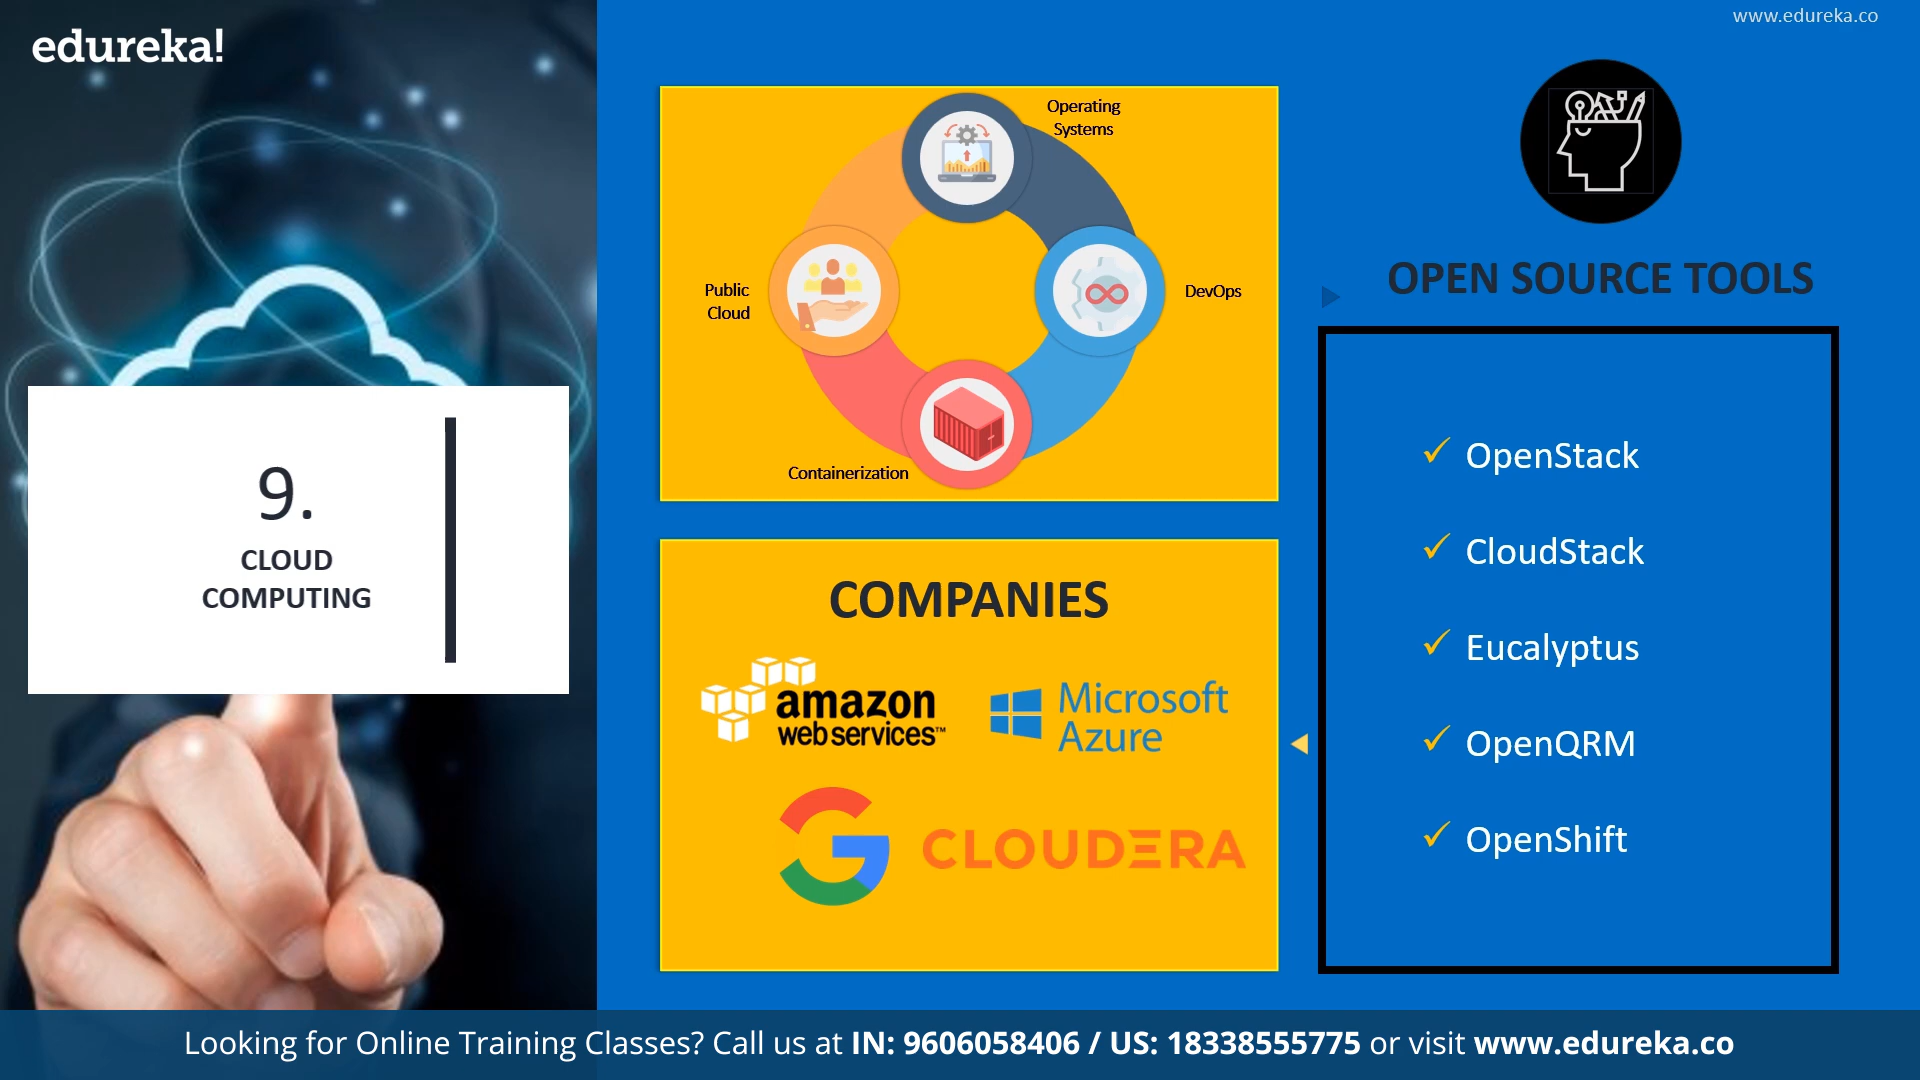 edureka!
www.edureka.co
9.
CLOUD
COMPUTING
Operating
Systems
Public
Cloud
DevOps
Containerization
COMPANIES
amazon
web services™
Microsoft
Azure
G
CLOUDERA
OPEN SOURCE TOOLS
✓ OpenStack
✓ CloudStack
✓ Eucalyptus
✓ OpenQRM
✓ OpenShift
Looking for Online Training Classes? Call us at IN: 9606058406 / US: 18338555775 or visit www.edureka.co